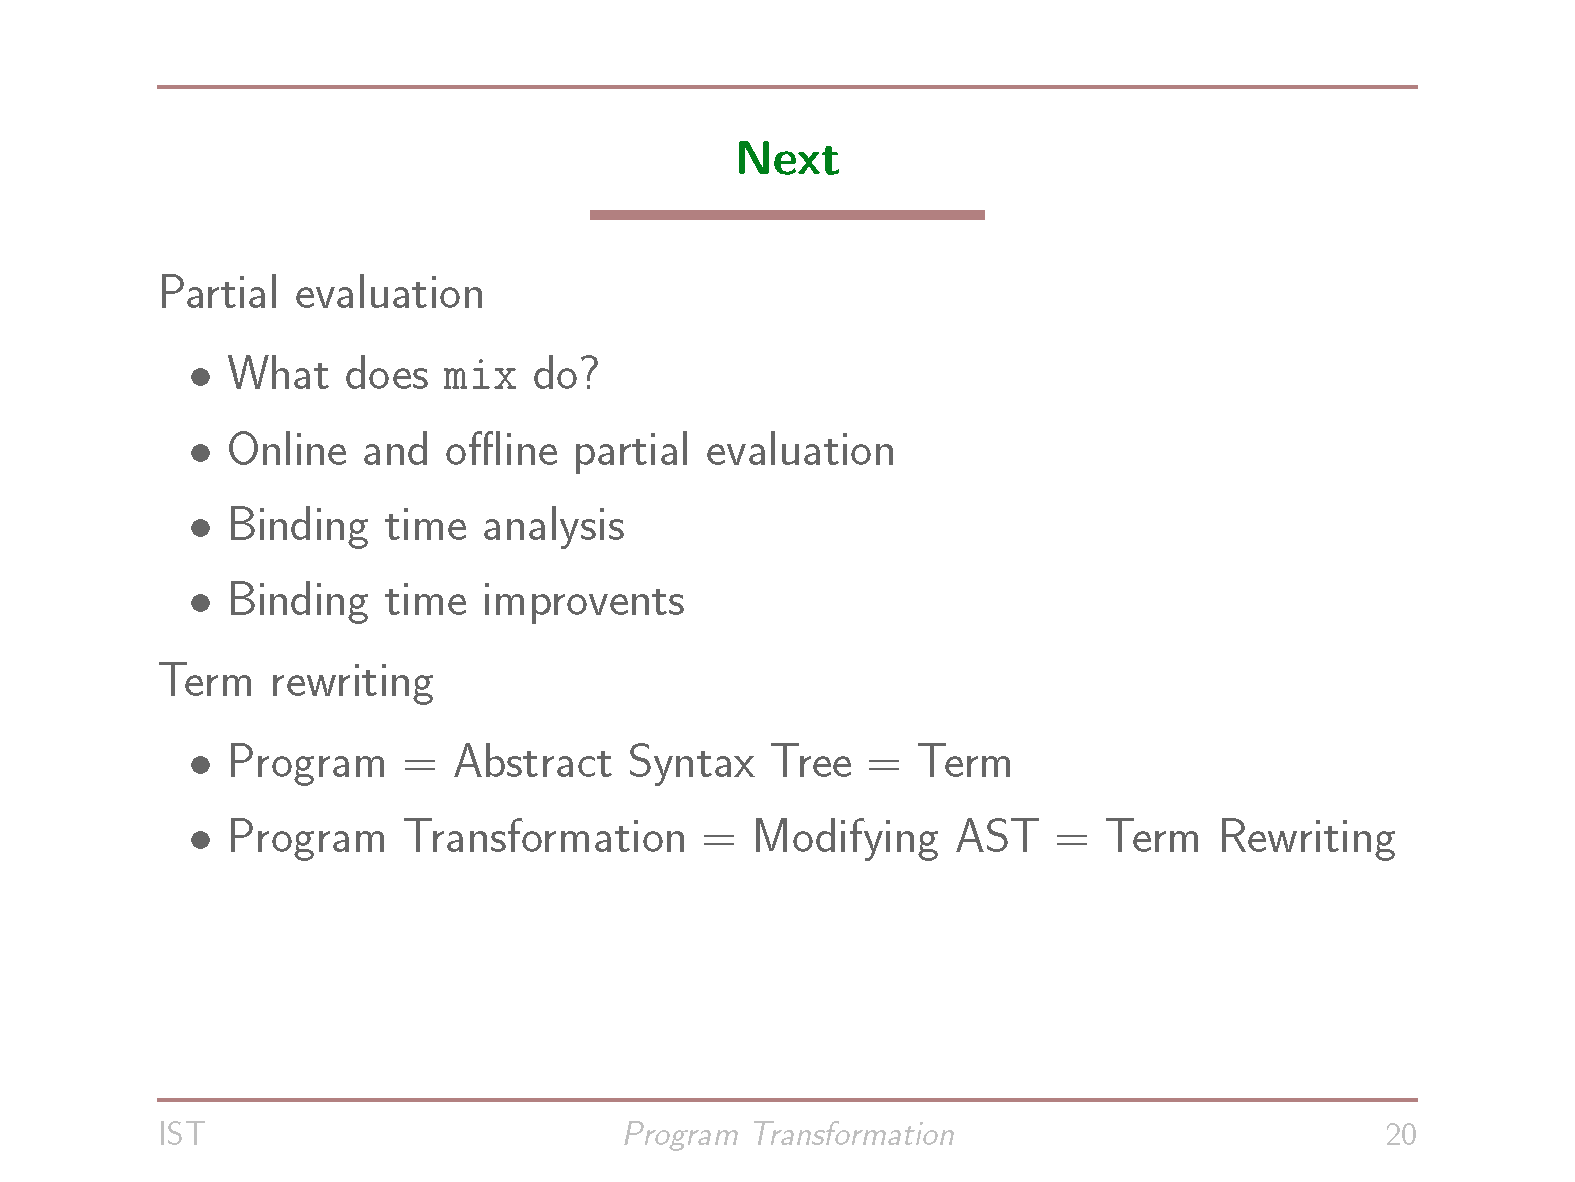 Next
Partial evaluation
• What does mix do?
• Online and offline partial evaluation
• Binding time analysis
• Binding time improvents
Term rewriting
• Program = Abstract Syntax Tree = Term
• Program Transformation = Modifying AST = Term Rewriting
IST Program Transformation 20